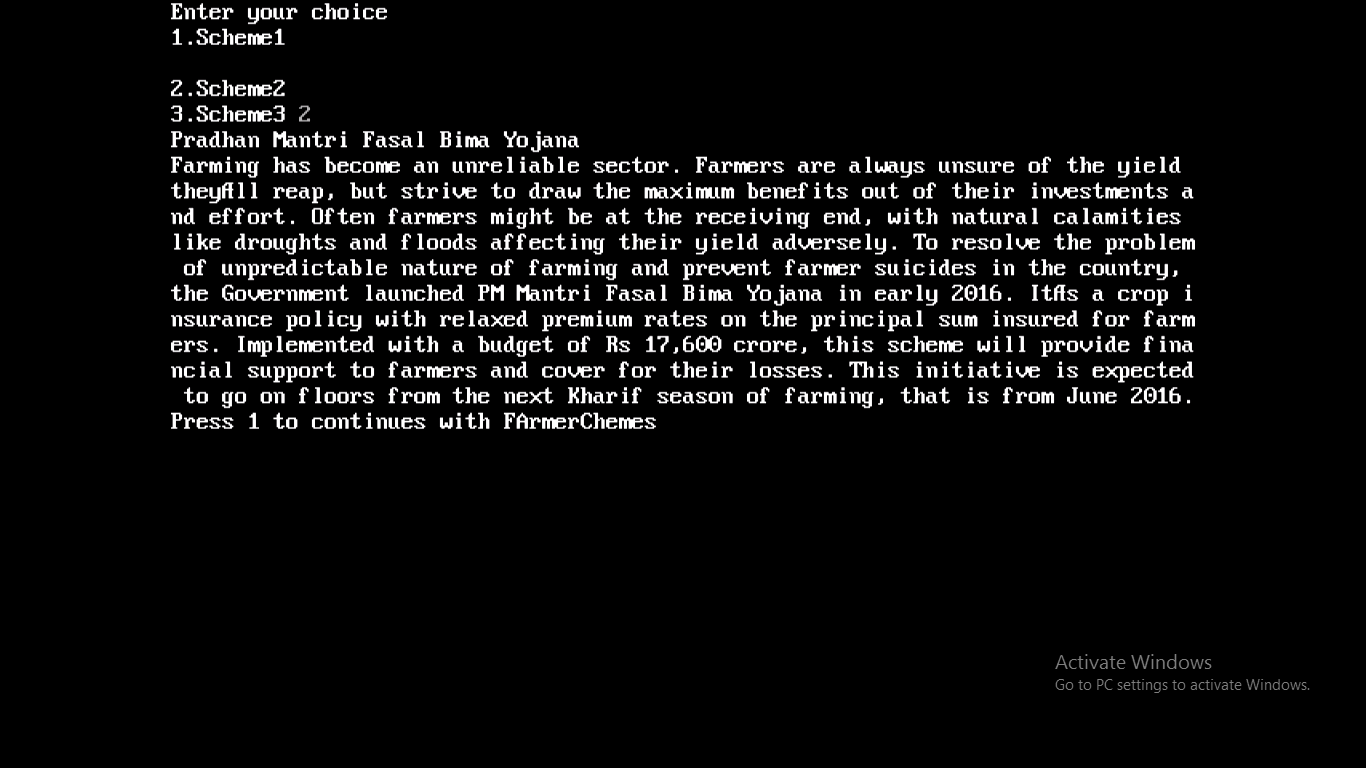 Enter your choice
1.Scheme1
2.Scheme2
3.Scheme3 2
Pradhan Mantri Fasal Bima Yojana
Farming has become an unreliable sector. Farmers are always unsure of the yield
theyÆll reap, but strive to draw the maximum benefits out of their investments a
nd effort. Often farmers might be at the receiving end, with natural calamities
like droughts and floods affecting their yield adversely. To resolve the problem
of unpredictable nature of farming and prevent farmer suicides in the country,
the Government launched PM Mantri Fasal Bima Yojana in early 2016. ItÆs a crop i
nsurance policy with relaxed premium rates on the principal sum insured for farm
ers. Implemented with a budget of Rs 17,600 crore, this scheme will provide fina
ncial support to farmers and cover for their losses. This initiative is expected
to go on floors from the next Kharif season of farming, that is from June 2016.
Press 1 to continues with FArmerChemes
Activate Windows
Go to PC settings to activate Windows.